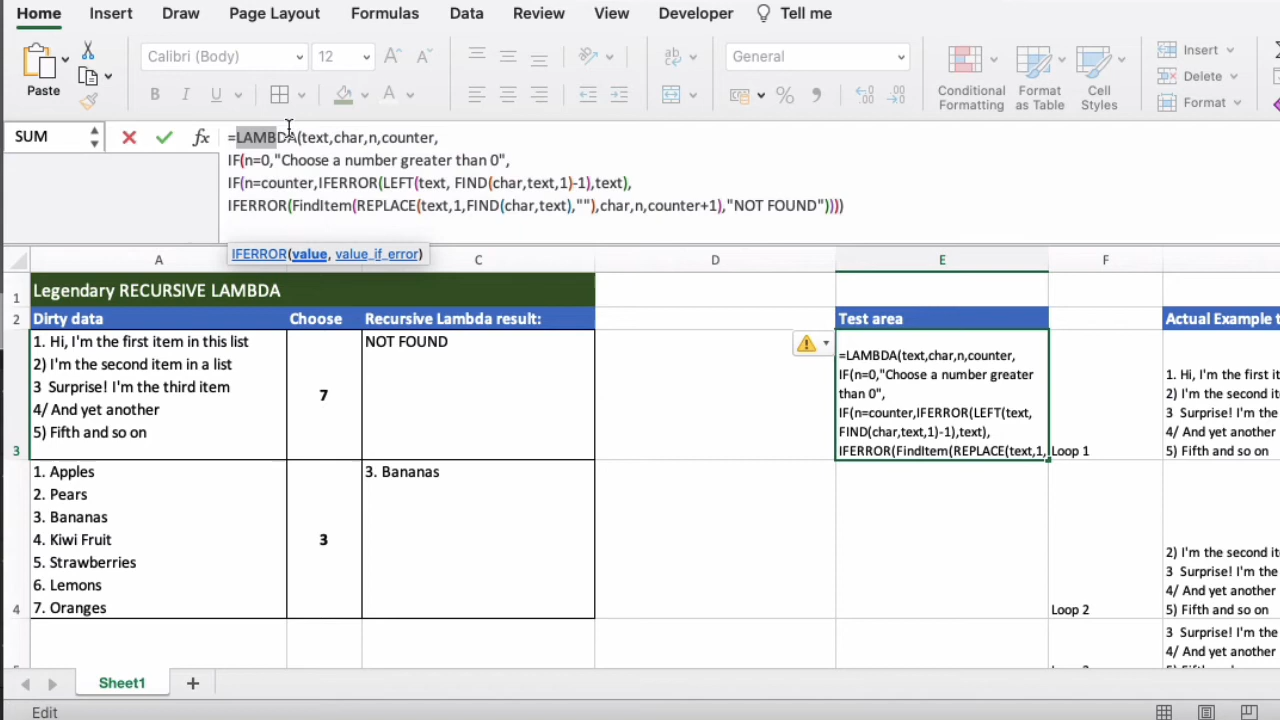 Home Insert Draw Page Layout Formulas Data Review View Developer Tell me
Calibri (Body) 12 A A General Insert
Delete
Paste B I U A % Conditional Formatting Format as Table Cell Styles Format
SUM fx =LAMBDA(text,char,n,counter,
IF(n=0,"Choose a number greater than 0",
IF(n=counter,IFERROR(LEFT(text, FIND(char,text,1)-1),text),
IFERROR(FindItem(REPLACE(text,1,FIND(char,text),""),char,n,counter+1),"NOT FOUND"))))
IFERROR(value, value_if_error)
A C D E F
1 Legendary RECURSIVE LAMBDA
2 Dirty data Choose Recursive Lambda result: Test area Actual Example t
1. Hi, I'm the first item in this list
2) I'm the second item in a list
3 Surprise! I'm the third item
4/ And yet another
5) Fifth and so on
7
NOT FOUND
=LAMBDA(text,char,n,counter,
IF(n=0,"Choose a number greater
than 0",
IF(n=counter,IFERROR(LEFT(text,
FIND(char,text,1)-1),text),
IFERROR(FindItem(REPLACE(text,1,
Loop 1
1. Hi, I'm the first it
2) I'm the second it
3 Surprise! I'm the
4/ And yet another
5) Fifth and so on
3
1. Apples
2. Pears
3. Bananas
4. Kiwi Fruit
5. Strawberries
6. Lemons
7. Oranges
3
3. Bananas
Loop 2
2) I'm the second it
3 Surprise! I'm the
4/ And yet another
5) Fifth and so on
4
3 Surprise! I'm the
4/ And yet another
Sheet1
Edit